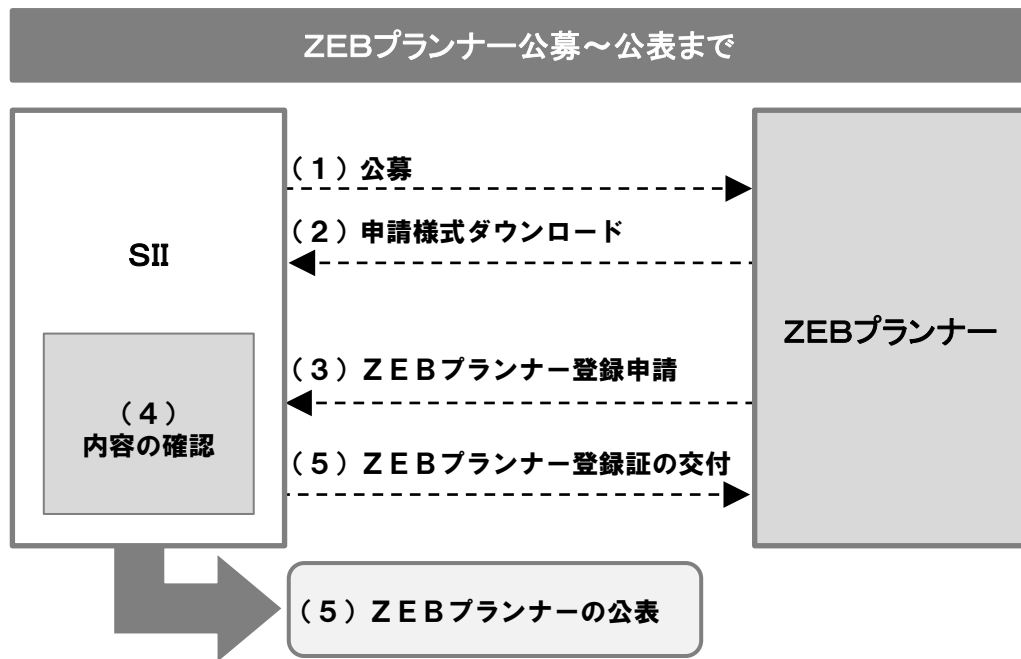 ZEBプランナー公募～公表まで
(1)公募
(2)申請様式ダウンロード
SII
ZEBプランナー
(3)ZEBプランナー登録申請
(4)
内容の確認
(5)ZEBプランナー登録証の交付
(5)ZEBプランナーの公表